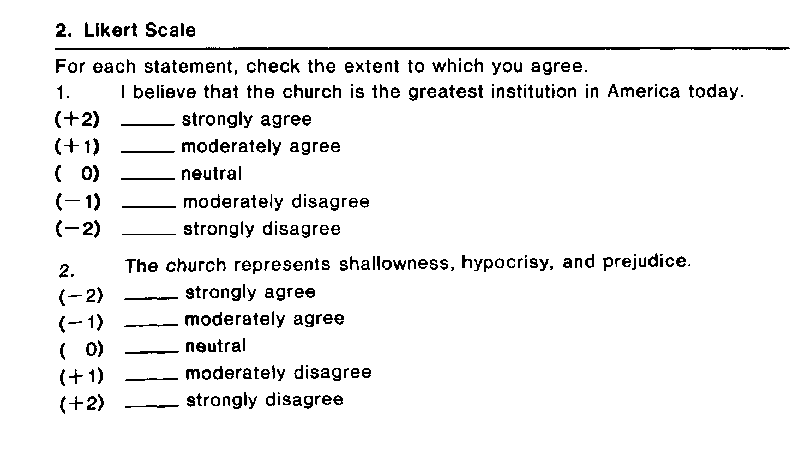 2. Likert Scale
For each statement, check the extent to which you agree.
1. I believe that the church is the greatest institution in America today.
(+2) _____ strongly agree
(+1) _____ moderately agree
( 0) _____ neutral
(−1) _____ moderately disagree
(−2) _____ strongly disagree
2. The church represents shallowness, hypocrisy, and prejudice.
(−2) _____ strongly agree
(−1) _____ moderately agree
( 0) _____ neutral
(+1) _____ moderately disagree
(+2) _____ strongly disagree